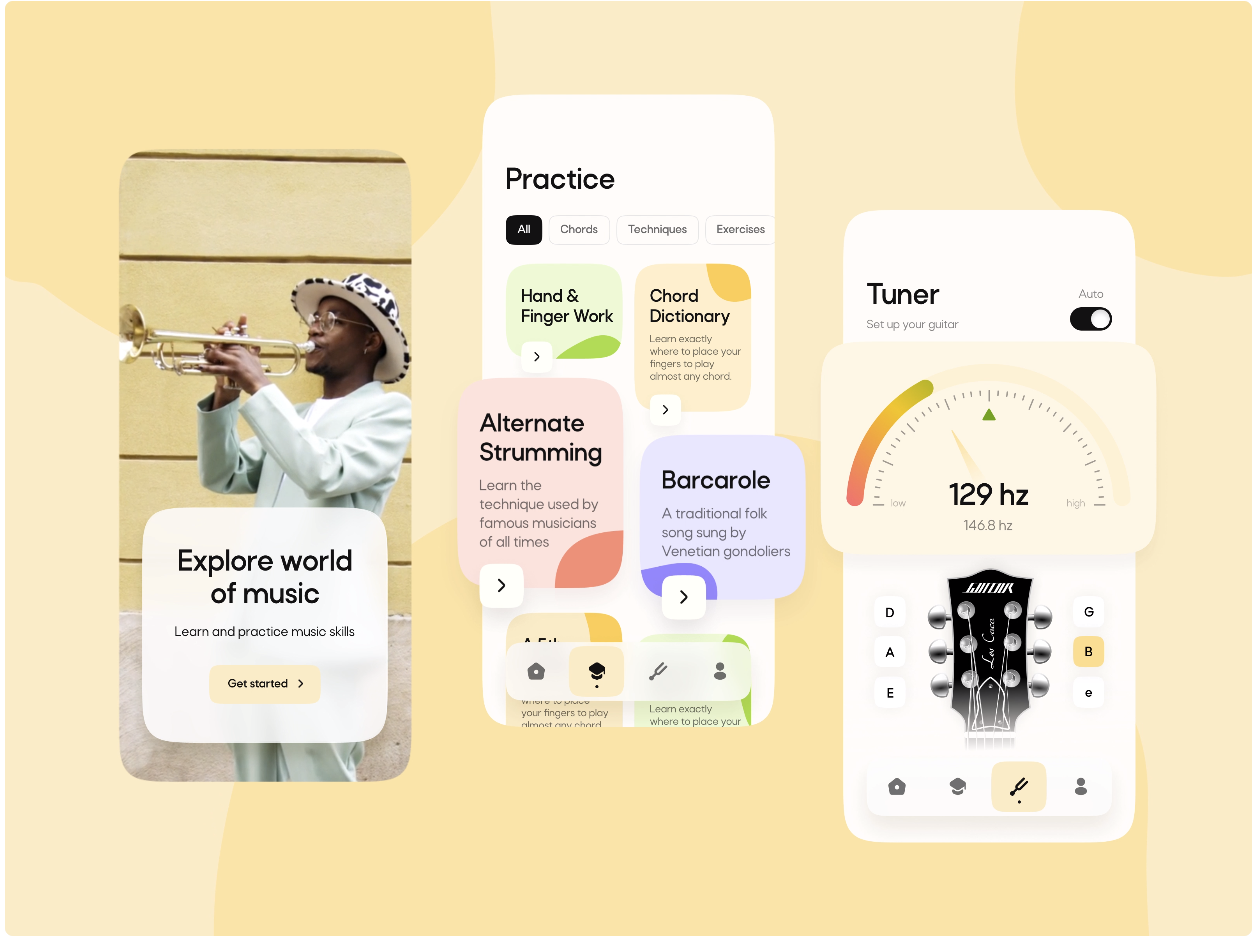 Explore world
of music
Learn and practice music skills
Get started
Practice
All
Chords
Techniques
Exercises
Hand &
Finger Work
Chord
Dictionary
Learn exactly
where to place your
fingers to play
almost any chord.
Alternate
Strumming
Learn the
technique used by
famous musicians
of all times
Barcarole
A traditional folk
song sung by
Venetian gondoliers
where to place
your fingers to play
almost any chord
Learn exactly
where to place your
Tuner
Auto
Set up your guitar
low
129 hz
high
146.8 hz
D
G
A
B
E
e